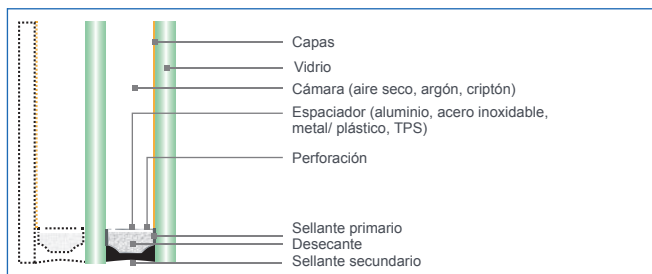 Capas
Vidrio
Cámara (aire seco, argón, criptón)
Espaciador (aluminio, acero inoxidable,
metal/ plástico, TPS)
Perforación
Sellante primario
Desecante
Sellante secundario